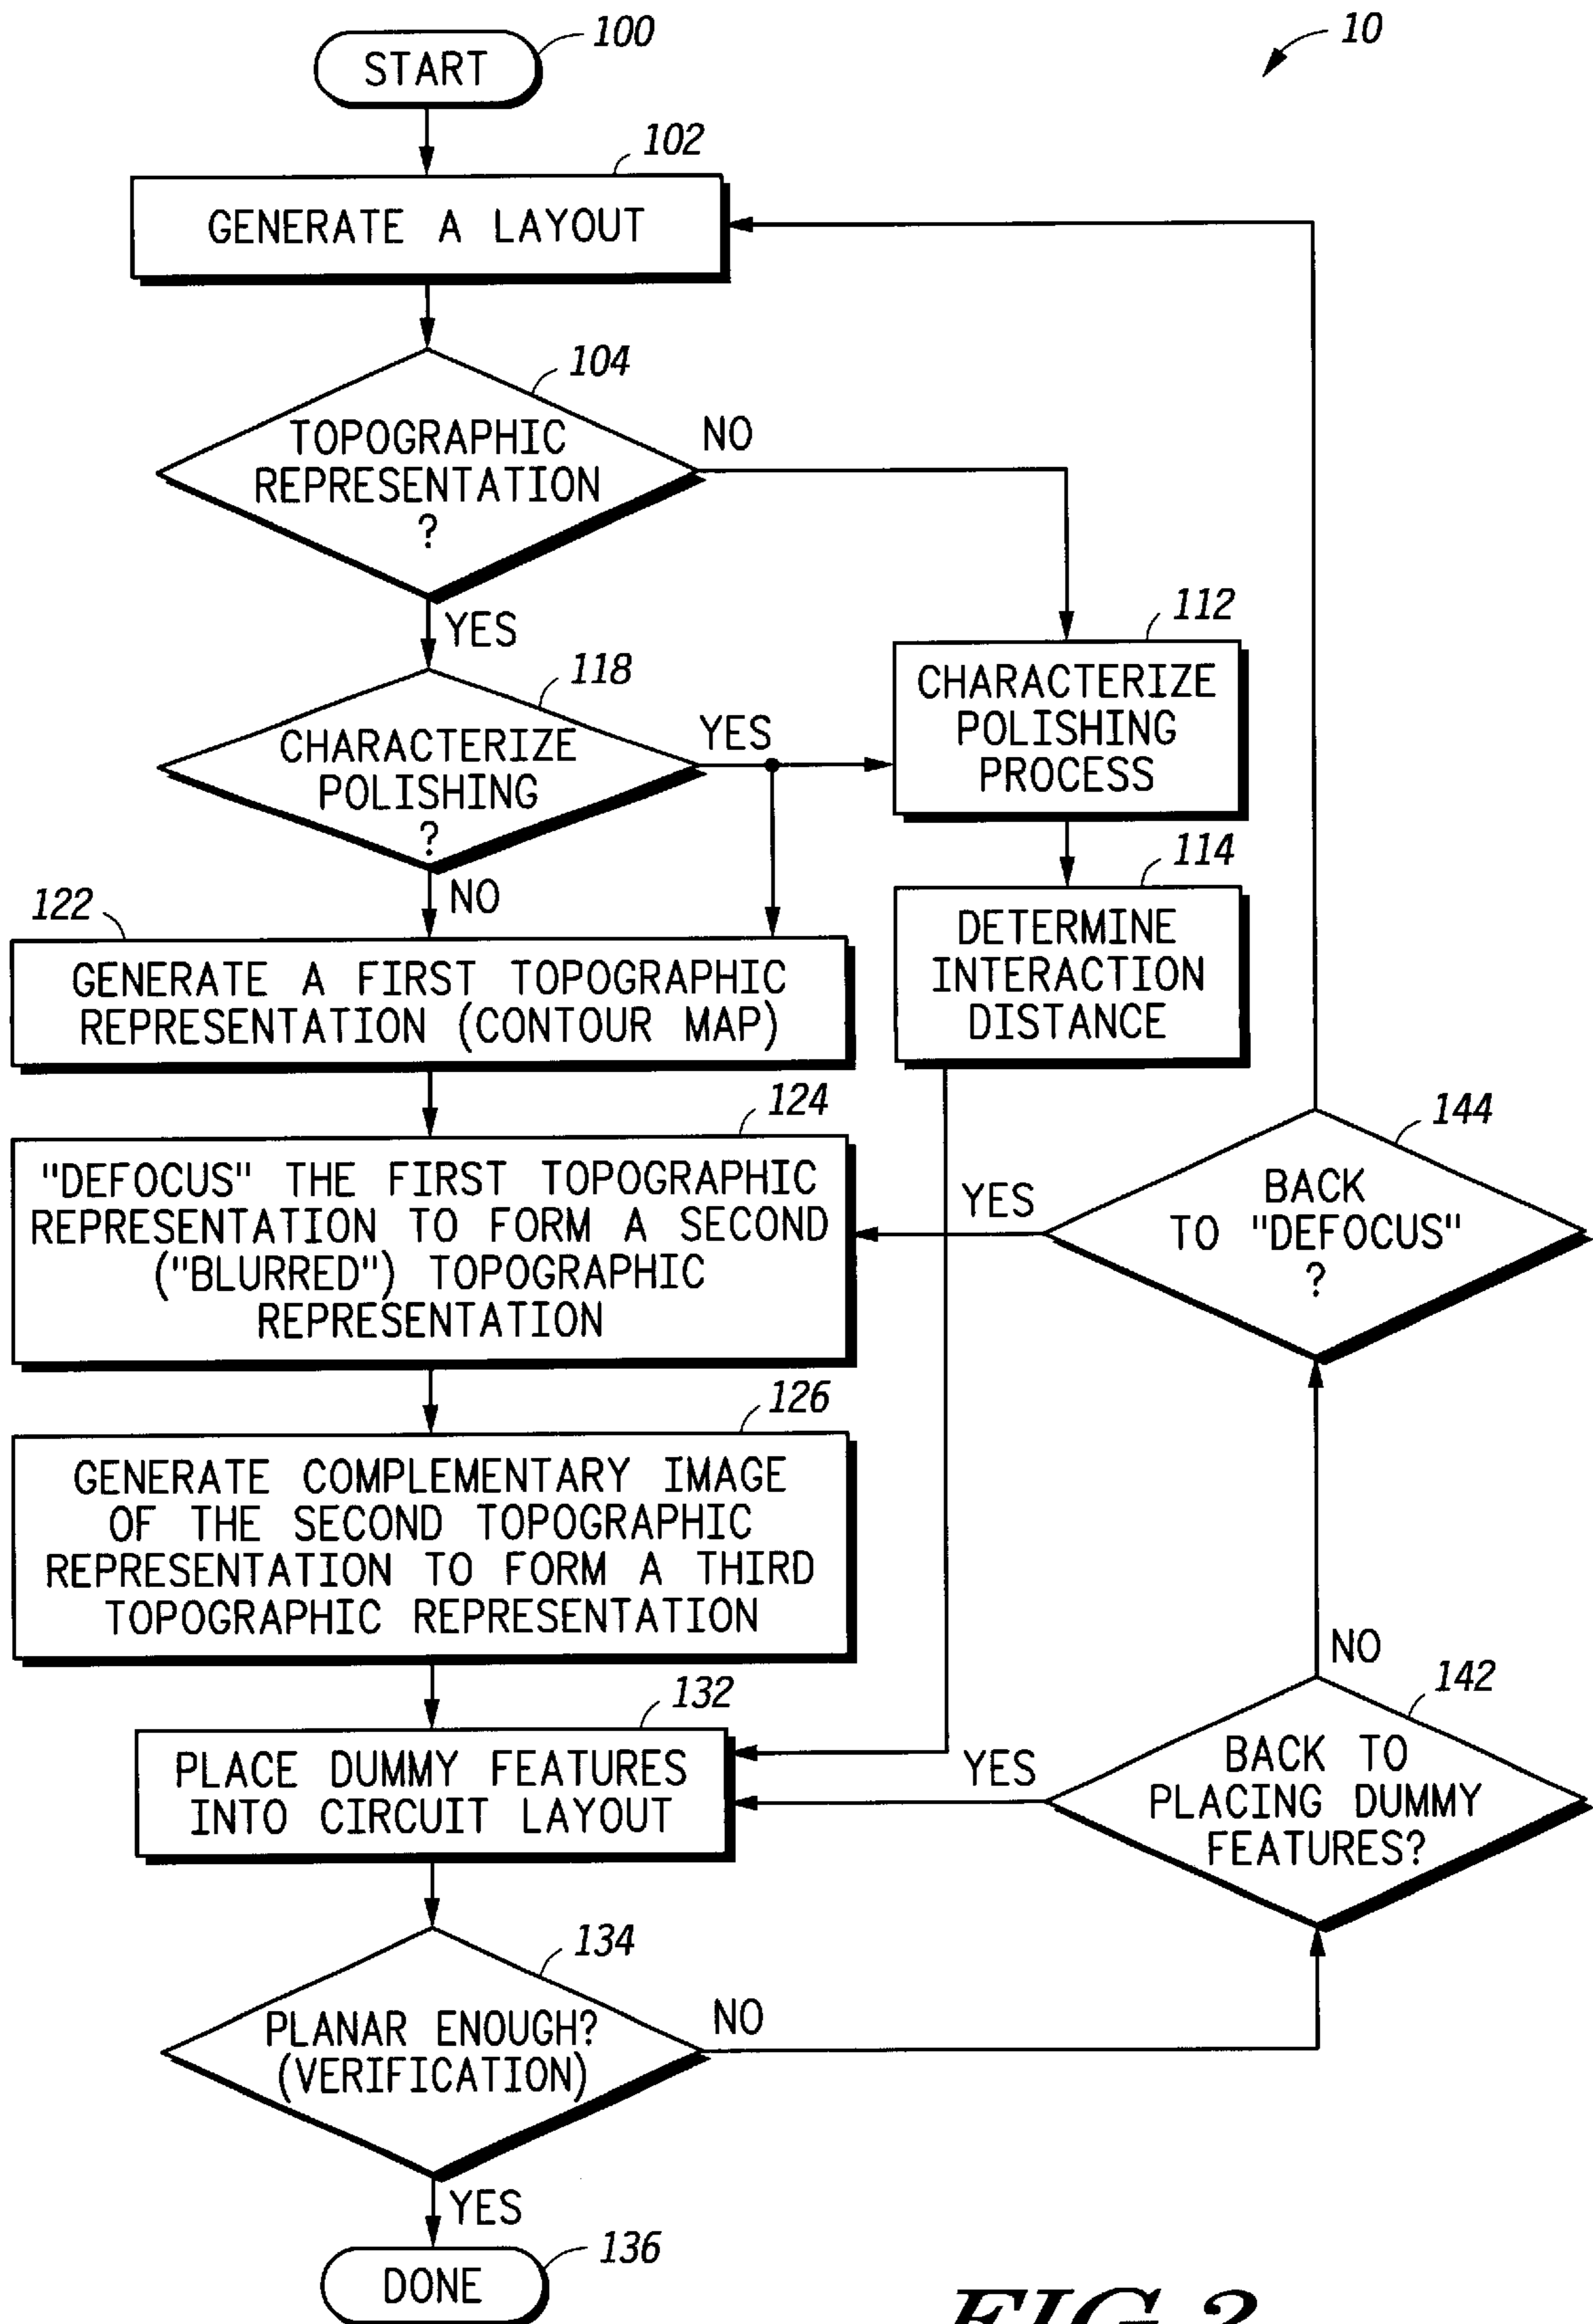 START
100
10
102
GENERATE A LAYOUT
104
TOPOGRAPHIC
REPRESENTATION
?
NO
YES
118
CHARACTERIZE
POLISHING
?
YES
NO
112
CHARACTERIZE
POLISHING
PROCESS
114
DETERMINE
INTERACTION
DISTANCE
122
GENERATE A FIRST TOPOGRAPHIC
REPRESENTATION (CONTOUR MAP)
124
"DEFOCUS" THE FIRST TOPOGRAPHIC
REPRESENTATION TO FORM A SECOND
("BLURRED") TOPOGRAPHIC
REPRESENTATION
144
BACK
TO "DEFOCUS"
?
YES
126
GENERATE COMPLEMENTARY IMAGE
OF THE SECOND TOPOGRAPHIC
REPRESENTATION TO FORM A THIRD
TOPOGRAPHIC REPRESENTATION
NO
142
BACK TO
PLACING DUMMY
FEATURES?
YES
132
PLACE DUMMY FEATURES
INTO CIRCUIT LAYOUT
134
PLANAR ENOUGH?
(VERIFICATION)
NO
YES
136
DONE